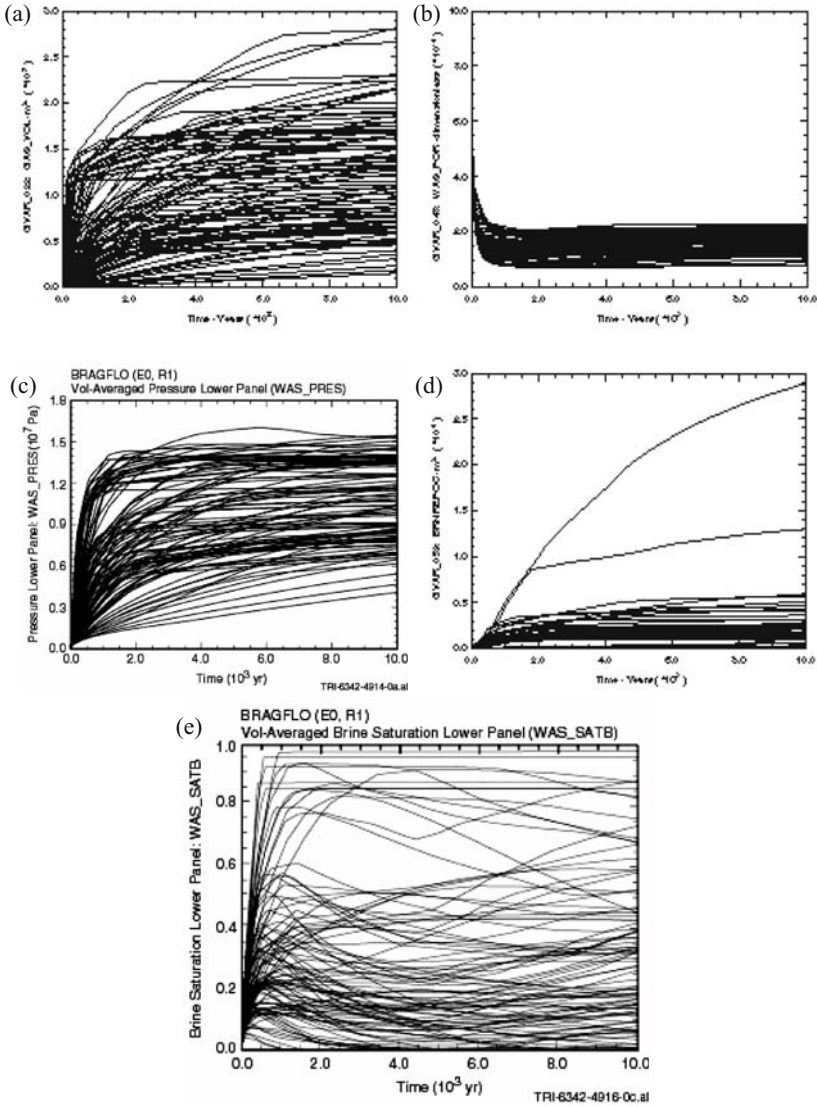 (a)
3.0
2.5
2.0
1.5
1.0
0.5
0.0
0.0 2.0 4.0 6.0 8.0 10.0
(b)
10.0
8.0
6.0
4.0
2.0
0.0
0.0 2.0 4.0 6.0 8.0 10.0
(c)
BRAGFLO (E0, R1)
Vol-Averaged Pressure Lower Panel (WAS_PRES)
Pressure Lower Panel: WAS_PRES(10⁷ Pa)
1.8
1.5
1.2
0.9
0.6
0.3
0.0
0.0 2.0 4.0 6.0 8.0 10.0
Time (10³ yr)
TRI-6342-4914-0a.ai
(d)
3.0
2.5
2.0
1.5
1.0
0.5
0.0
0.0 2.0 4.0 6.0 8.0 10.0
(e)
BRAGFLO (E0, R1)
Vol-Averaged Brine Saturation Lower Panel (WAS_SATB)
Brine Saturation Lower Panel: WAS_SATB
1.0
0.8
0.6
0.4
0.2
0.0
0.0 2.0 4.0 6.0 8.0 10.0
Time (10³ yr)
TRI-6342-4916-0c.ai